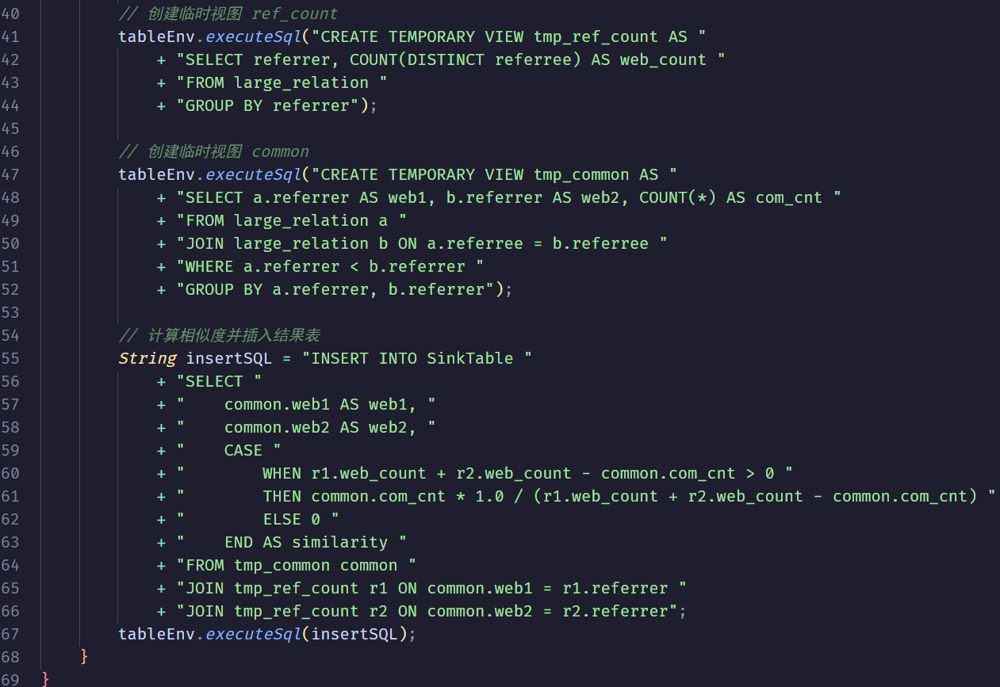 40 // 创建临时视图 ref_count
41 tableEnv.executeSql("CREATE TEMPORARY VIEW tmp_ref_count AS "
42 + "SELECT referrer, COUNT(DISTINCT referree) AS web_count "
43 + "FROM large_relation "
44 + "GROUP BY referrer");
45
46 // 创建临时视图 common
47 tableEnv.executeSql("CREATE TEMPORARY VIEW tmp_common AS "
48 + "SELECT a.referrer AS web1, b.referrer AS web2, COUNT(*) AS com_cnt "
49 + "FROM large_relation a "
50 + "JOIN large_relation b ON a.referree = b.referree "
51 + "WHERE a.referrer < b.referrer "
52 + "GROUP BY a.referrer, b.referrer");
53
54 // 计算相似度并插入结果表
55 String insertSQL = "INSERT INTO SinkTable "
56 + "SELECT "
57 + "    common.web1 AS web1, "
58 + "    common.web2 AS web2, "
59 + "    CASE "
60 + "        WHEN r1.web_count + r2.web_count - common.com_cnt > 0 "
61 + "        THEN common.com_cnt * 1.0 / (r1.web_count + r2.web_count - common.com_cnt) "
62 + "        ELSE 0 "
63 + "    END AS similarity "
64 + "FROM tmp_common common "
65 + "JOIN tmp_ref_count r1 ON common.web1 = r1.referrer "
66 + "JOIN tmp_ref_count r2 ON common.web2 = r2.referrer";
67 tableEnv.executeSql(insertSQL);
68 }
69 }